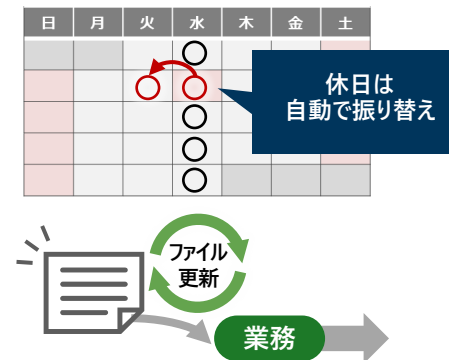 日 月 火 水 木 金 土
休日は
自動で振り替え
ファイル
更新
業務